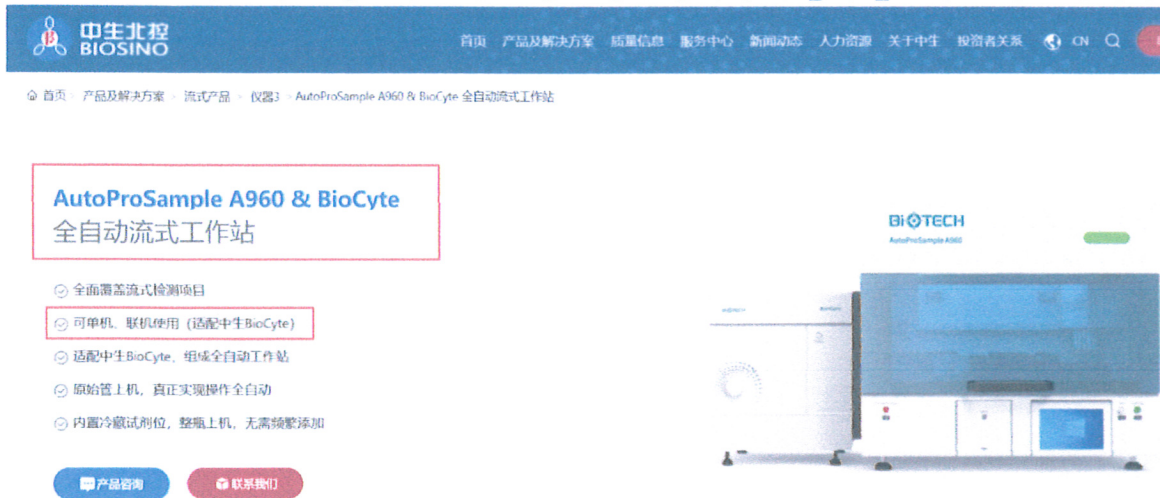 中生北控
BIOSINO
首页 产品及解决方案 质量信息 服务中心 新闻动态 人力资源 关于中生 投资者关系 CN
首页 > 产品及解决方案 > 流式产品 > 仪器3 > AutoProSample A960 & BioCyte 全自动流式工作站
AutoProSample A960 & BioCyte
全自动流式工作站
全面覆盖流式检测项目
可单机、联机使用（适配中生BioCyte）
适配中生BioCyte、组成全自动工作站
原始管上机，真正实现操作全自动
内置冷藏试剂位，整瓶上机，无需频繁添加
产品咨询
联系我们
BIOTECH
AutoProSample A960